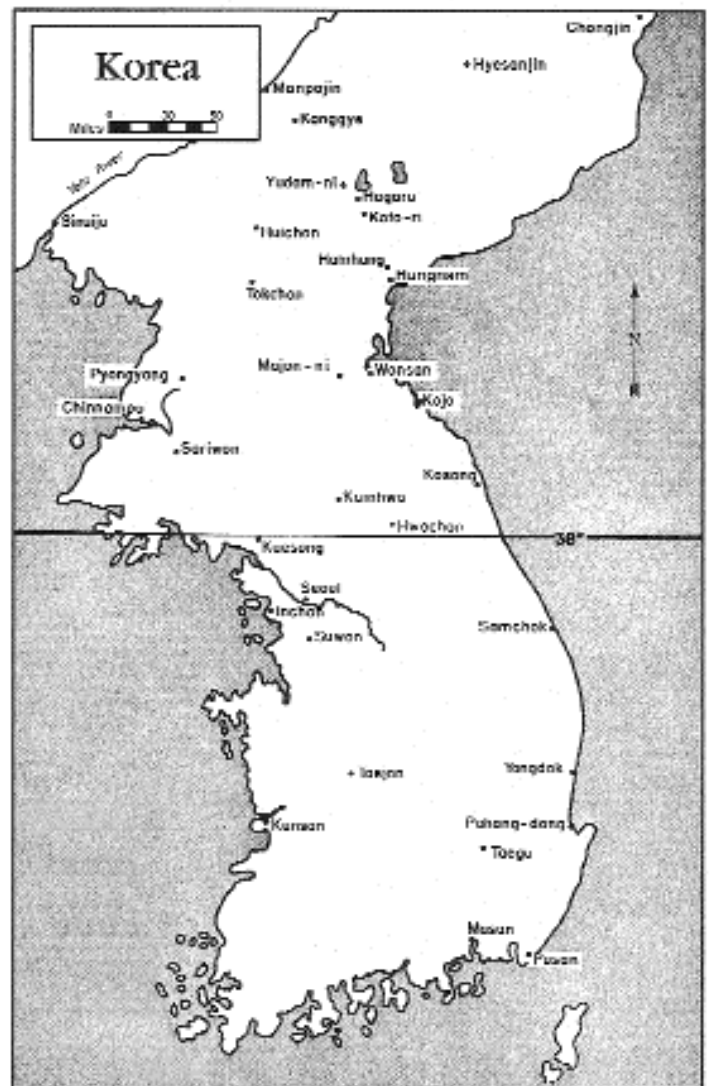 Chongjin
Korea
Hyesanjin
Manpojin
0 50
Miles
Kanggye
Yalu River
Yudam-ni
Hagaru
Koto-ri
Sinuiju
Huichon
Hungnam
Tokchon
Majon-ni
Wonsan
Pyongyang
Chinnampo
Kojo
N
Sariwon
Kosong
Kumhwa
Hwachon
38°
Kaesong
Seoul
Inchon
Suwon
Samchok
Taejon
Yongdok
Kunsan
Pohang-dong
Taegu
Masan
Pusan